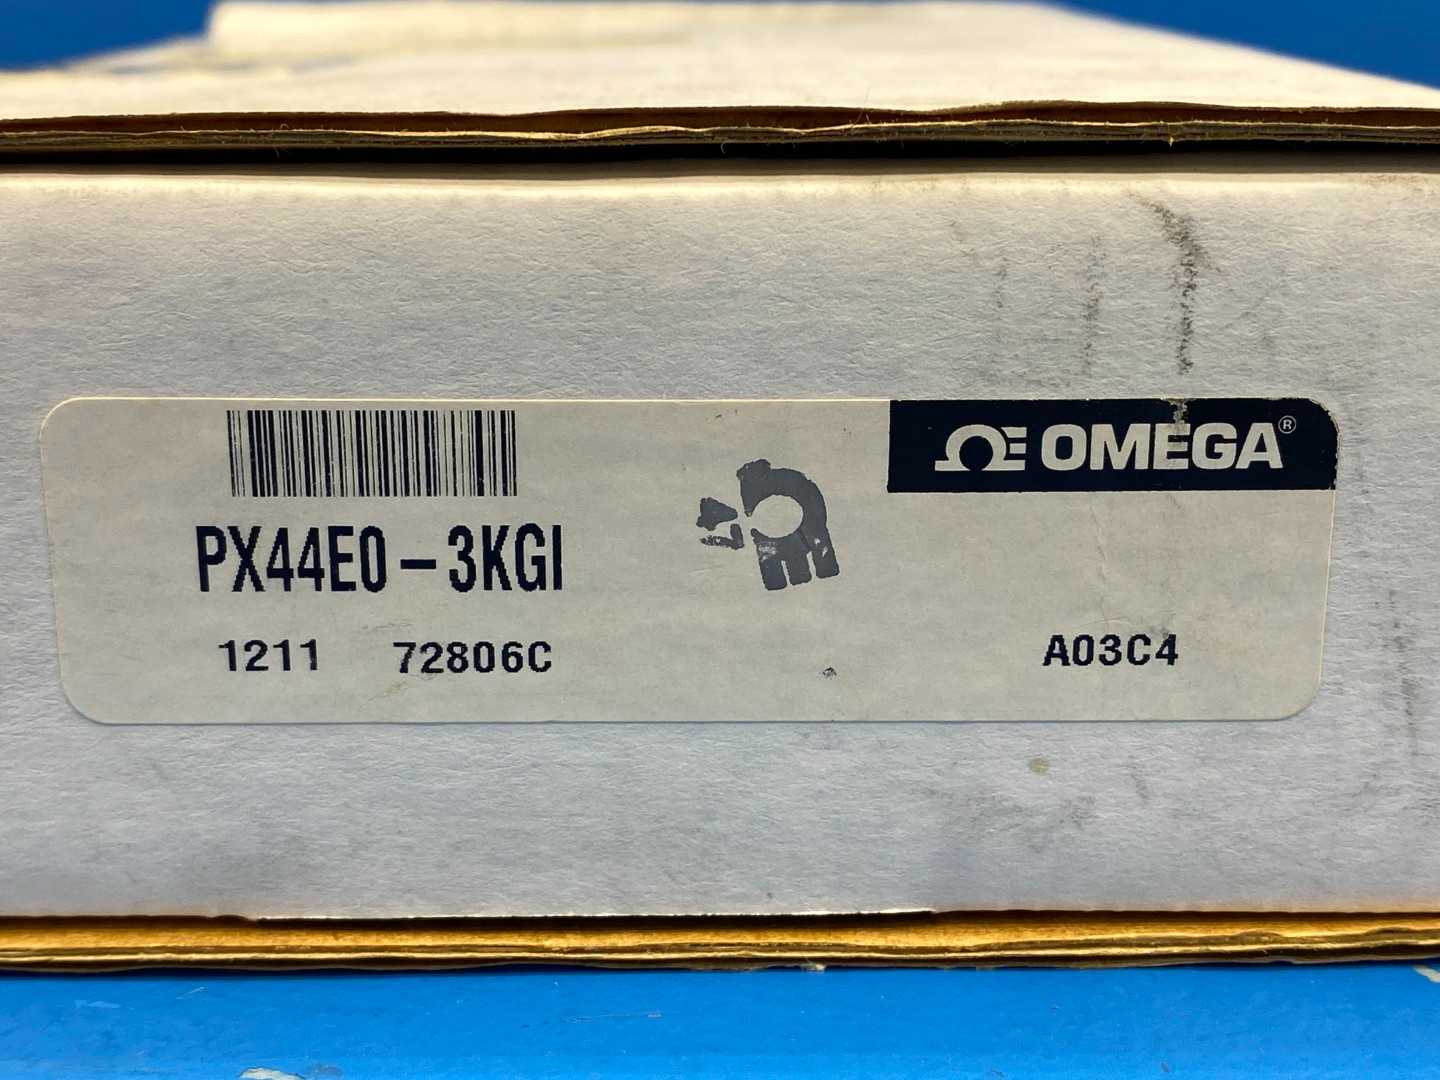 OMEGA®
PX44E0-3KGI
1211 72806C
A03C4